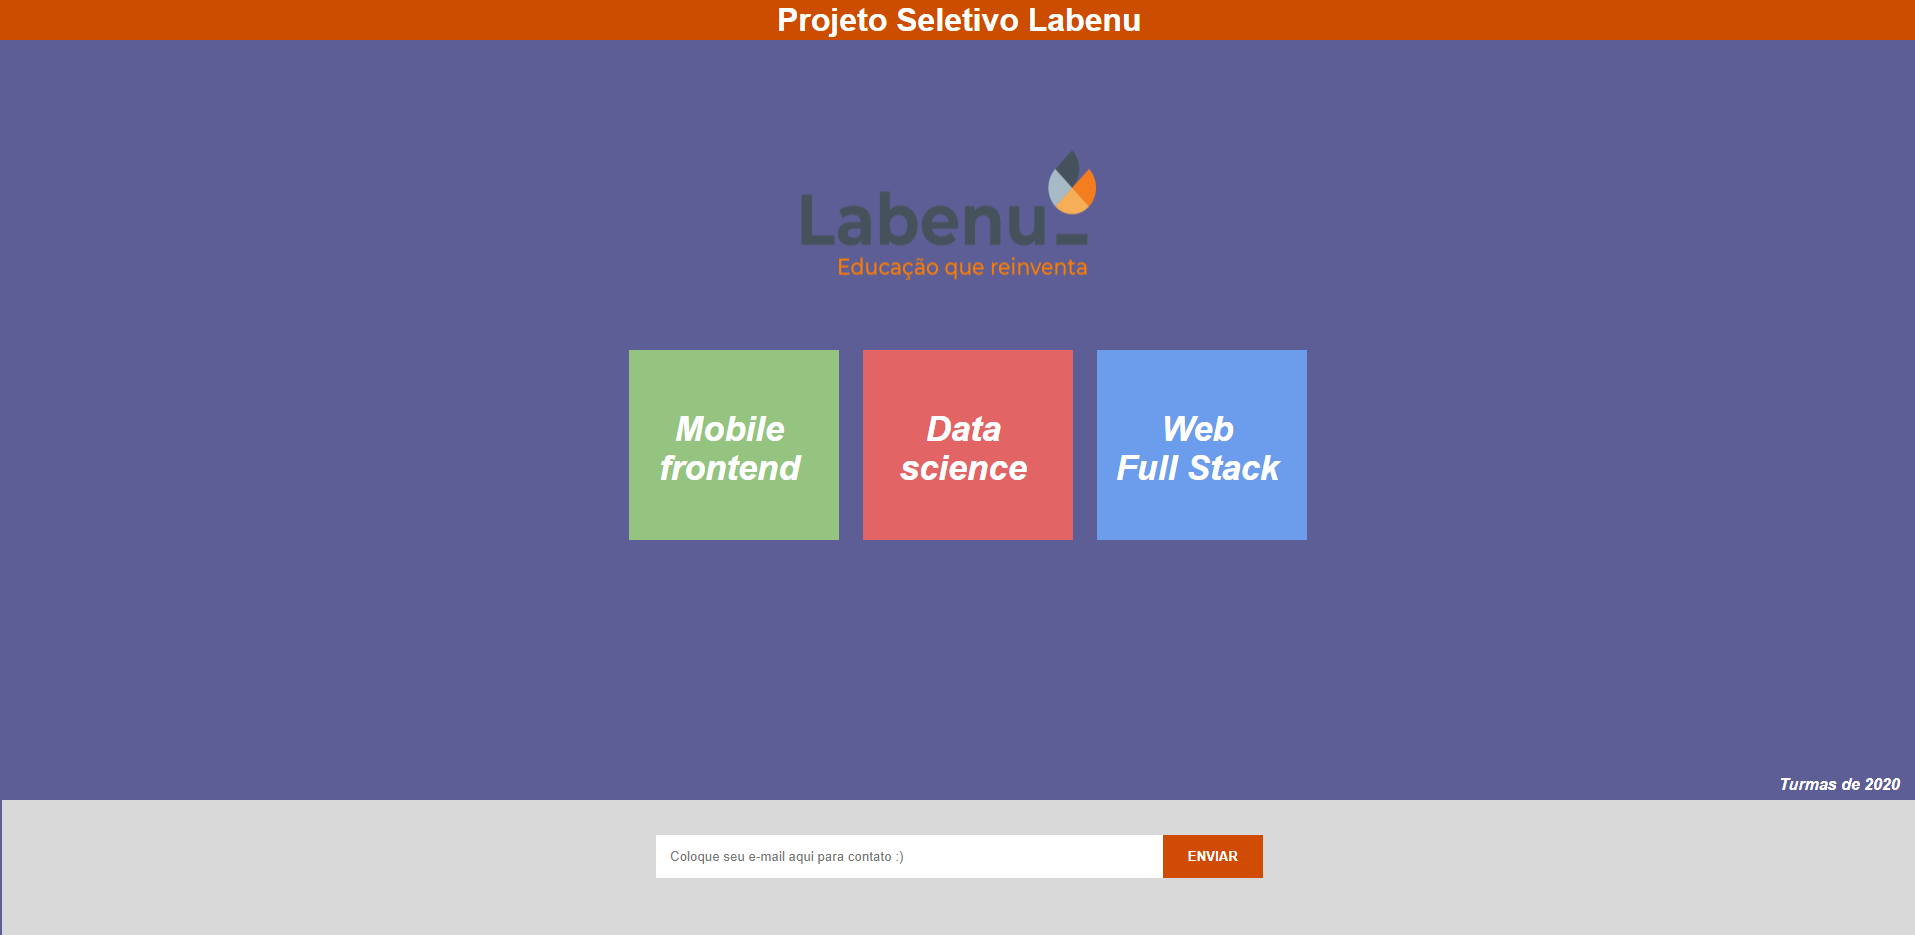 Projeto Seletivo Labenu
Labenu_
Educação que reinventa
Mobile
frontend
Data
science
Web
Full Stack
Turmas de 2020
Coloque seu e-mail aqui para contato :)
ENVIAR